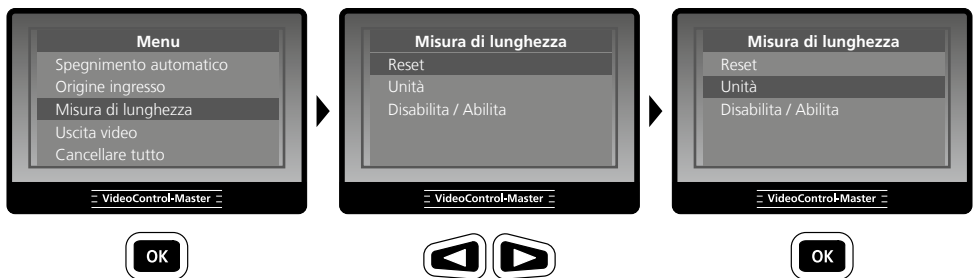 Menu
Spegnimento automatico
Origine ingresso
Misura di lunghezza
Uscita video
Cancellare tutto
VideoControl-Master
OK
Misura di lunghezza
Reset
Unità
Disabilita / Abilita
VideoControl-Master
Misura di lunghezza
Reset
Unità
Disabilita / Abilita
VideoControl-Master
OK